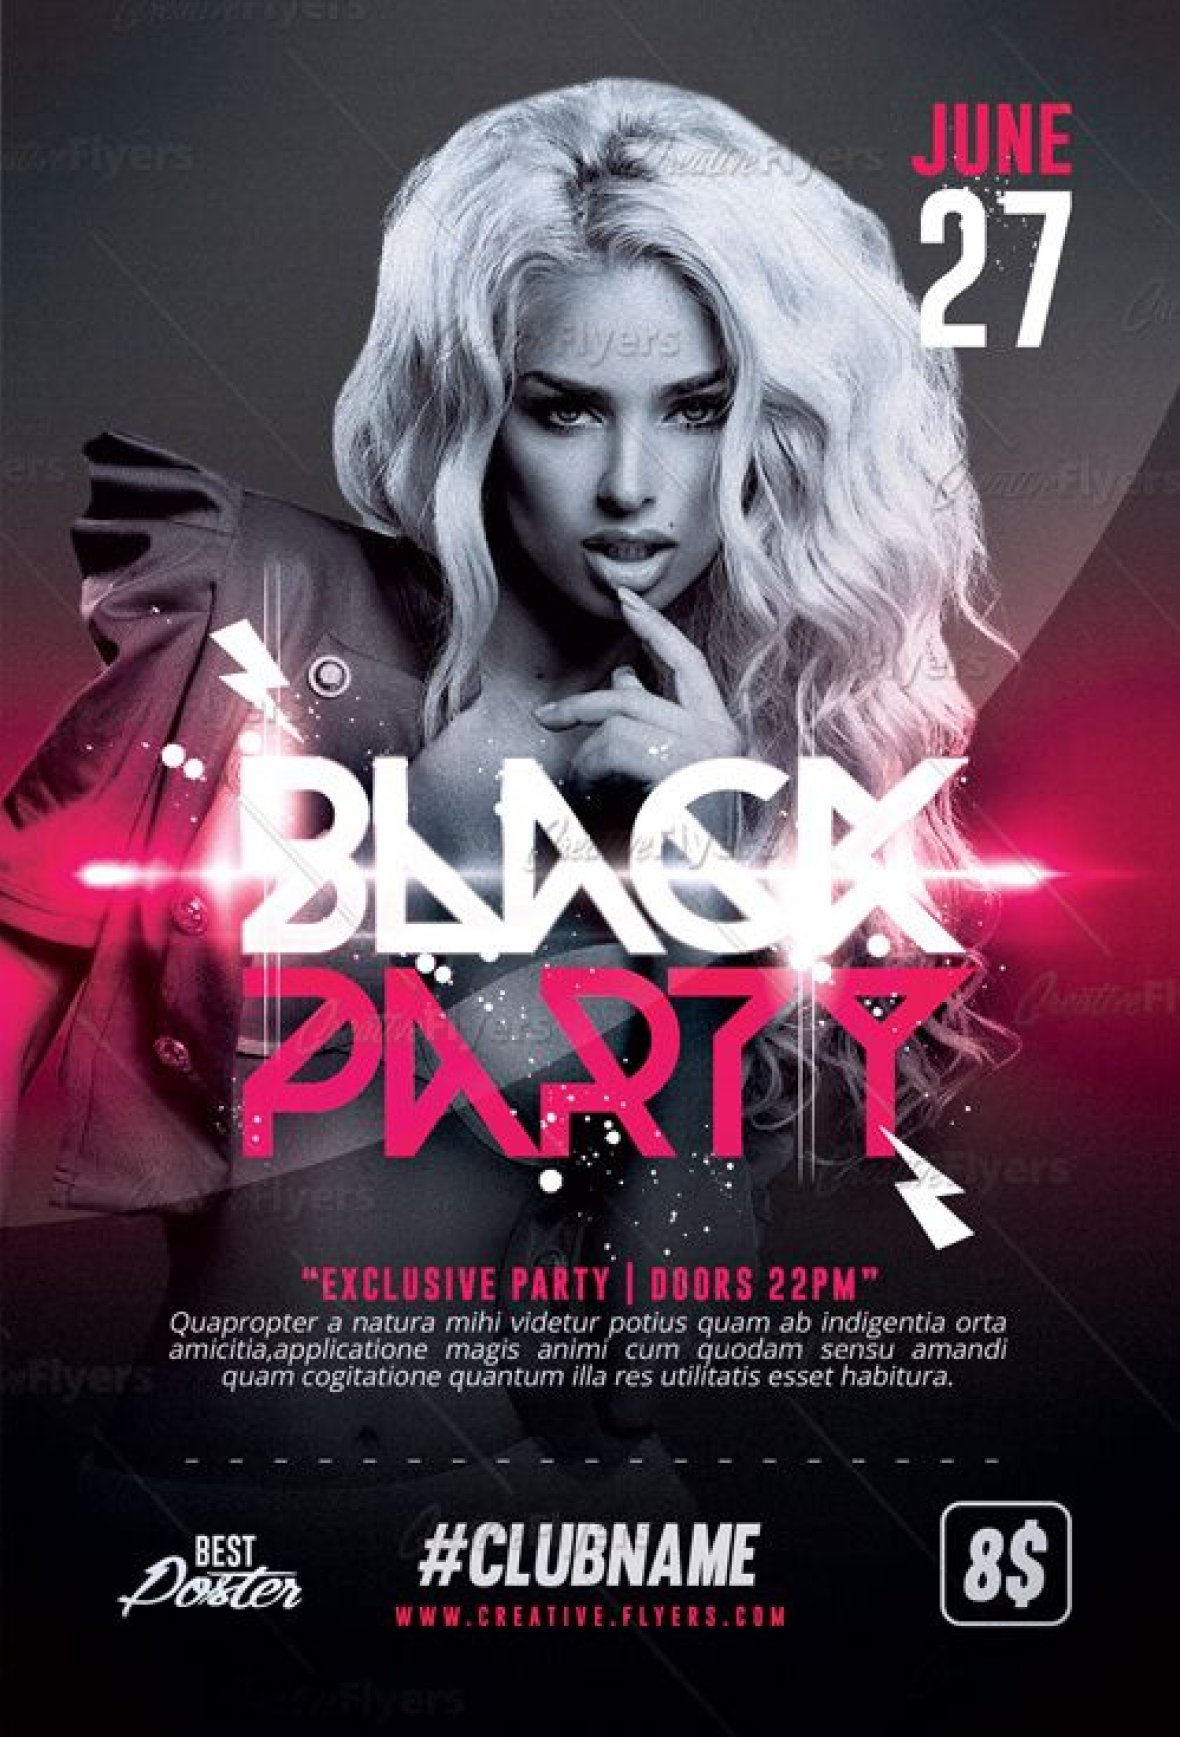 JUNE
27
BLACK
PARTY
“EXCLUSIVE PARTY | DOORS 22PM”
Quapropter a natura mihi videtur potius quam ab indigentia orta
amicitia,applicatione magis animi cum quodam sensu amandi
quam cogitatione quantum illa res utilitatis esset habitura.
BEST
Poster
#CLUBNAME
WWW.CREATIVE.FLYERS.COM
8$
CreativeFlyers